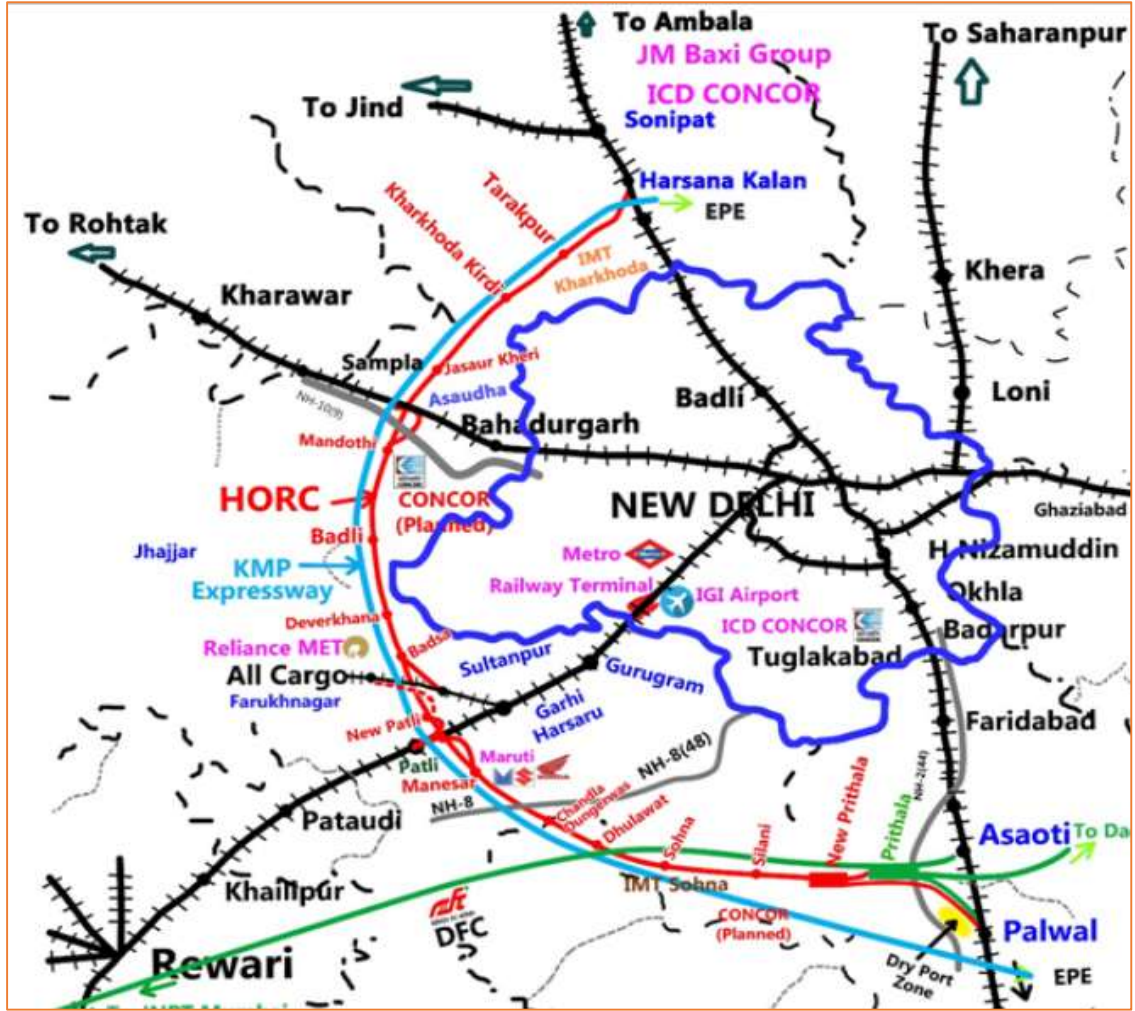 To Ambala
JM Baxi Group
ICD CONCOR
To Saharanpur
To Jind
Sonipat
Harsana Kalan
EPE
Tarakpur
Kharkhoda Kirdi
IMT
Kharkhoda
To Rohtak
Kharawar
Khera
Sampla
Jasaur Kheri
Asaudha
Badli
Loni
NH-10(9)
Bahadurgarh
Mandothi
HORC
CONCOR
(Planned)
NEW DELHI
Ghaziabad
Badli
Jhajjar
KMP
Expressway
Metro
H.Nizamuddin
Railway Terminal
IGI Airport
Okhla
Deverkhana
ICD CONCOR
Badarpur
Reliance MET
Badsa
Sultanpur
Tuglakabad
All Cargo
Gurugram
Farukhnagar
Garhi
Harsaru
New Patli
Faridabad
Patli
Maruti
NH-8(48)
Manesar
NH-2(44)
NH-8
Chandla
Dungerwas
Dhulawat
Pataudi
Sohna
Silani
New Prithala
Prithala
Asaoti
To Da
Khailipur
IMT Sohna
DFC
CONCOR
(Planned)
Palwal
Rewari
Dry Port
Zone
EPE